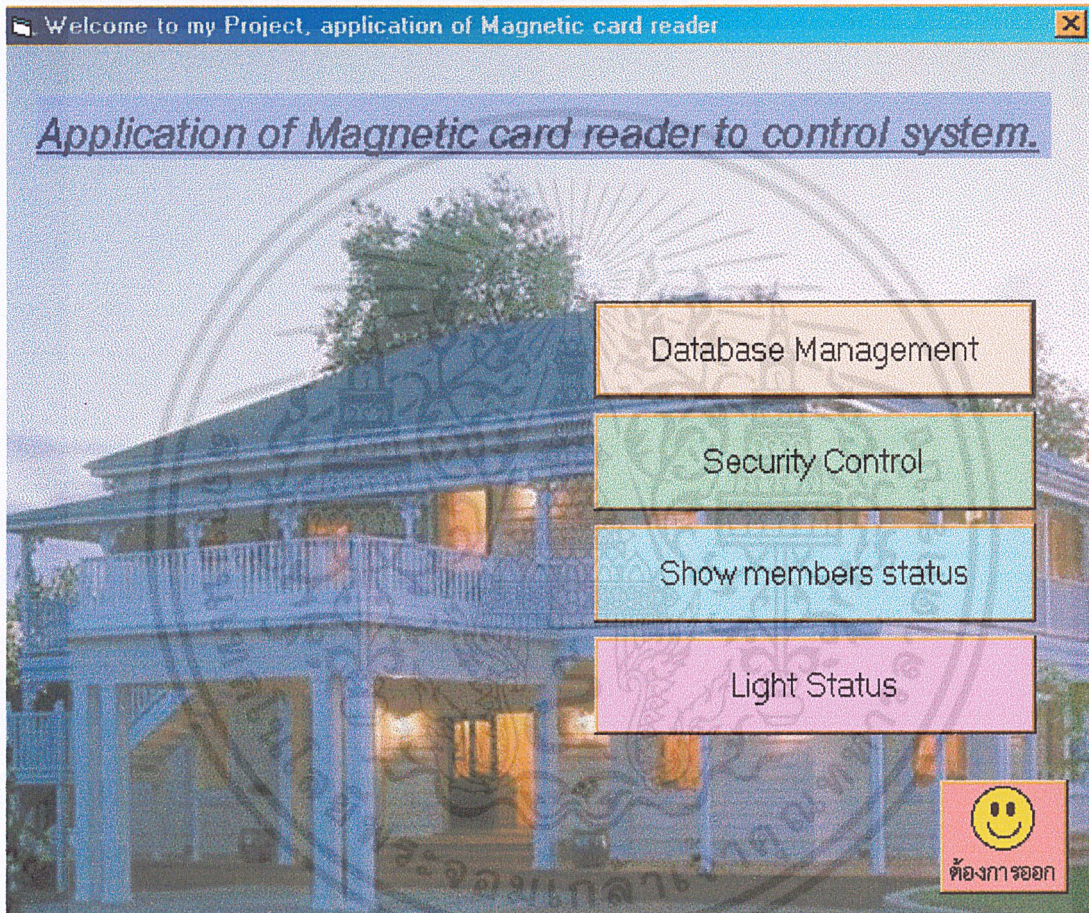 Welcome to my Project, application of Magnetic card reader
Application of Magnetic card reader to control system.
Database Management
Security Control
Show members status
Light Status
ต้องการออก